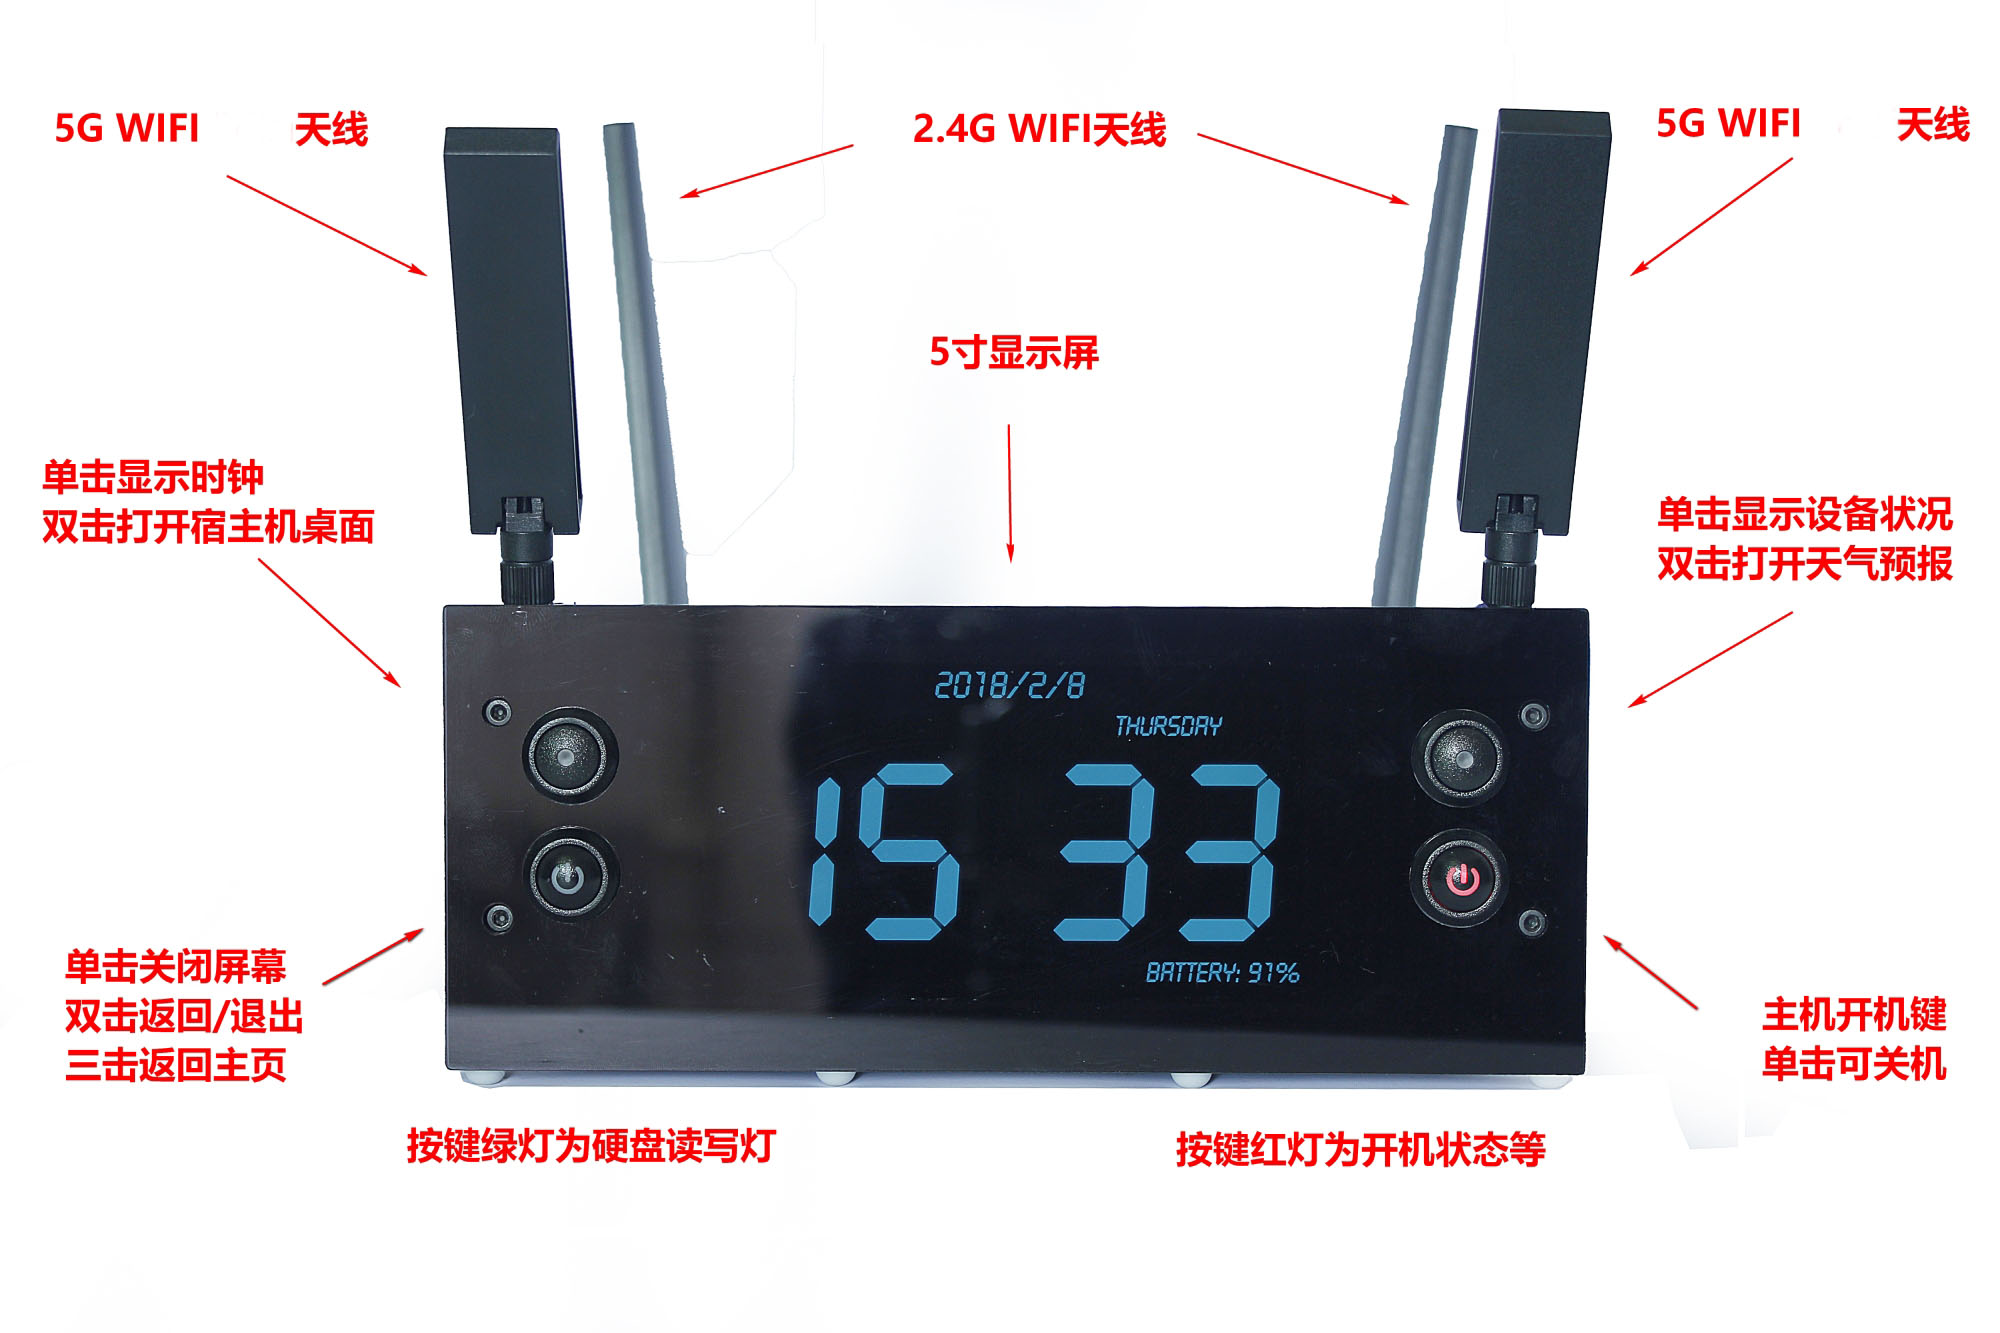 5G WIFI 天线
2.4G WIFI天线
5G WIFI 天线
5寸显示屏
单击显示时钟
双击打开宿主机桌面
单击显示设备状况
双击打开天气预报
2018/2/8
THURSDAY
15 33
BATTERY: 91%
单击关闭屏幕
双击返回/退出
三击返回主页
主机开机键
单击可关机
按键绿灯为硬盘读写灯
按键红灯为开机状态等